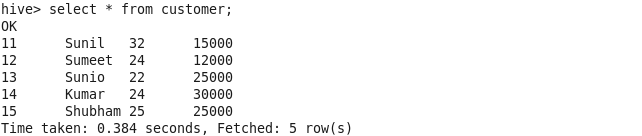 hive> select * from customer;
OK
11 Sunil 32 15000
12 Sumeet 24 12000
13 Sunio 22 25000
14 Kumar 24 30000
15 Shubham 25 25000
Time taken: 0.384 seconds, Fetched: 5 row(s)